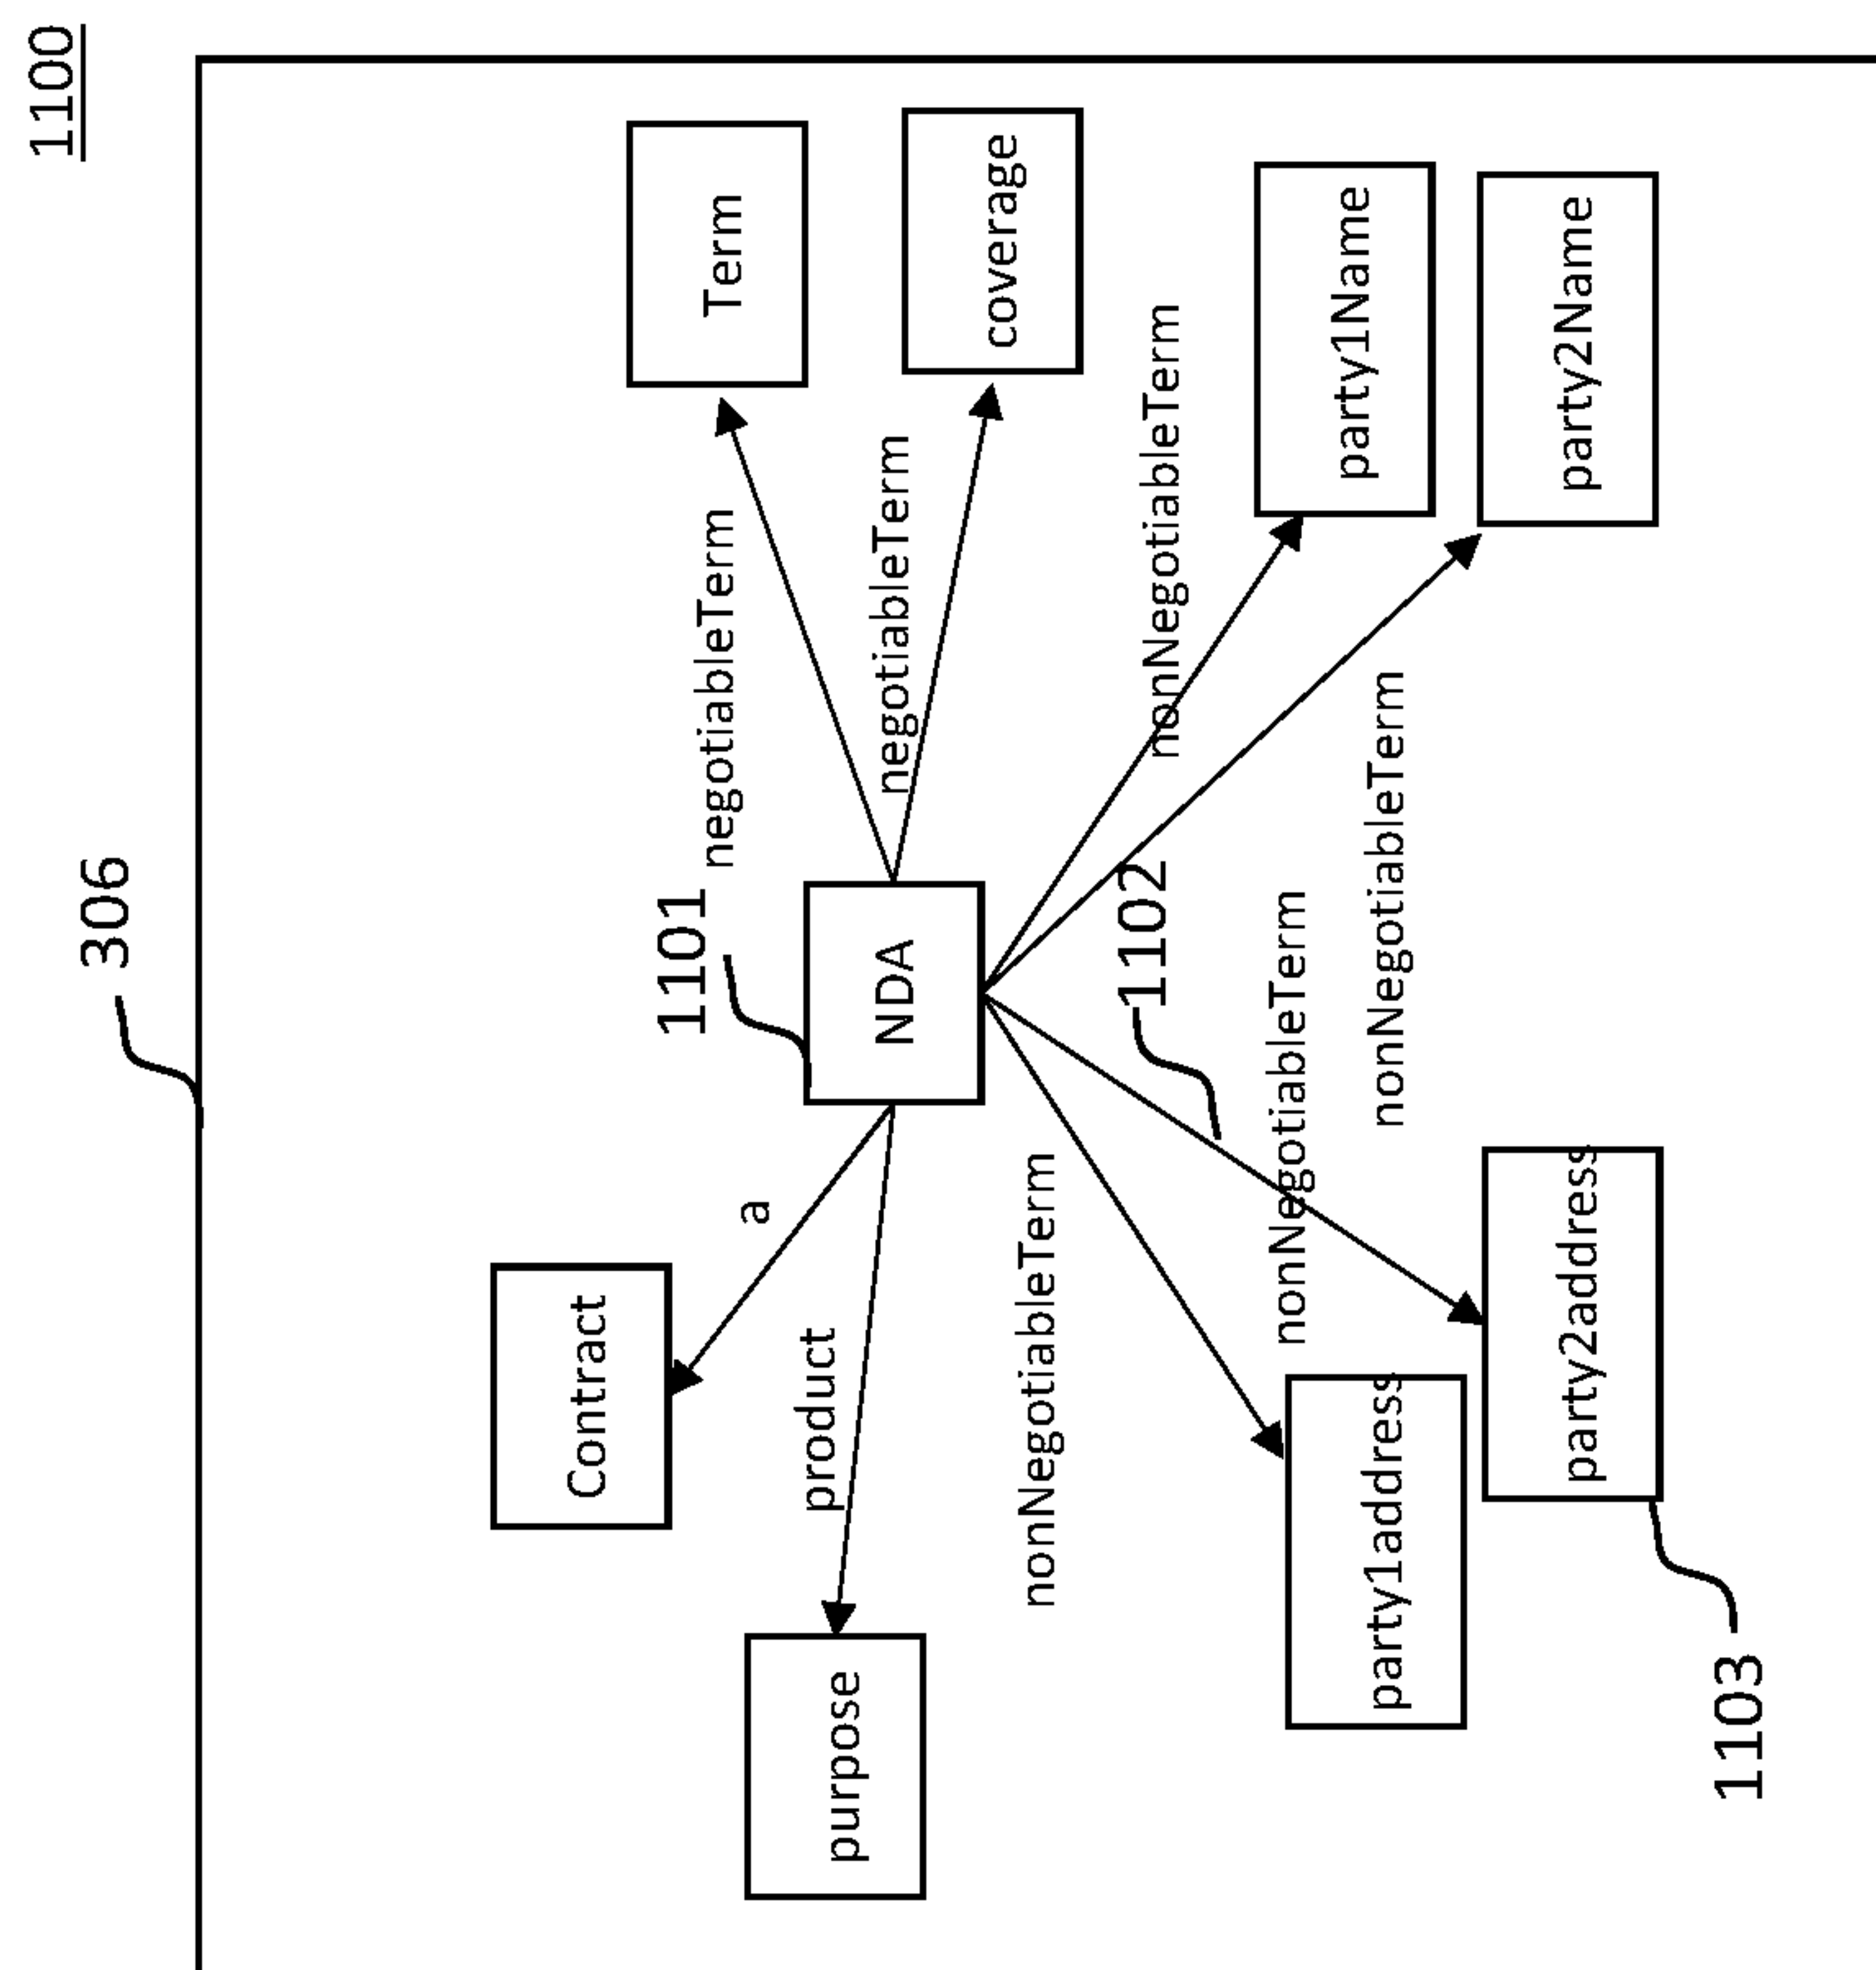 1100
306
Contract
a
1101
negotiableTerm
Term
purpose
product
NDA
negotiableTerm
coverage
nonNegotiableTerm
1102
nonNegotiableTerm
party1Name
party1address
nonNegotiableTerm
nonNegotiableTerm
party2address
party2Name
1103